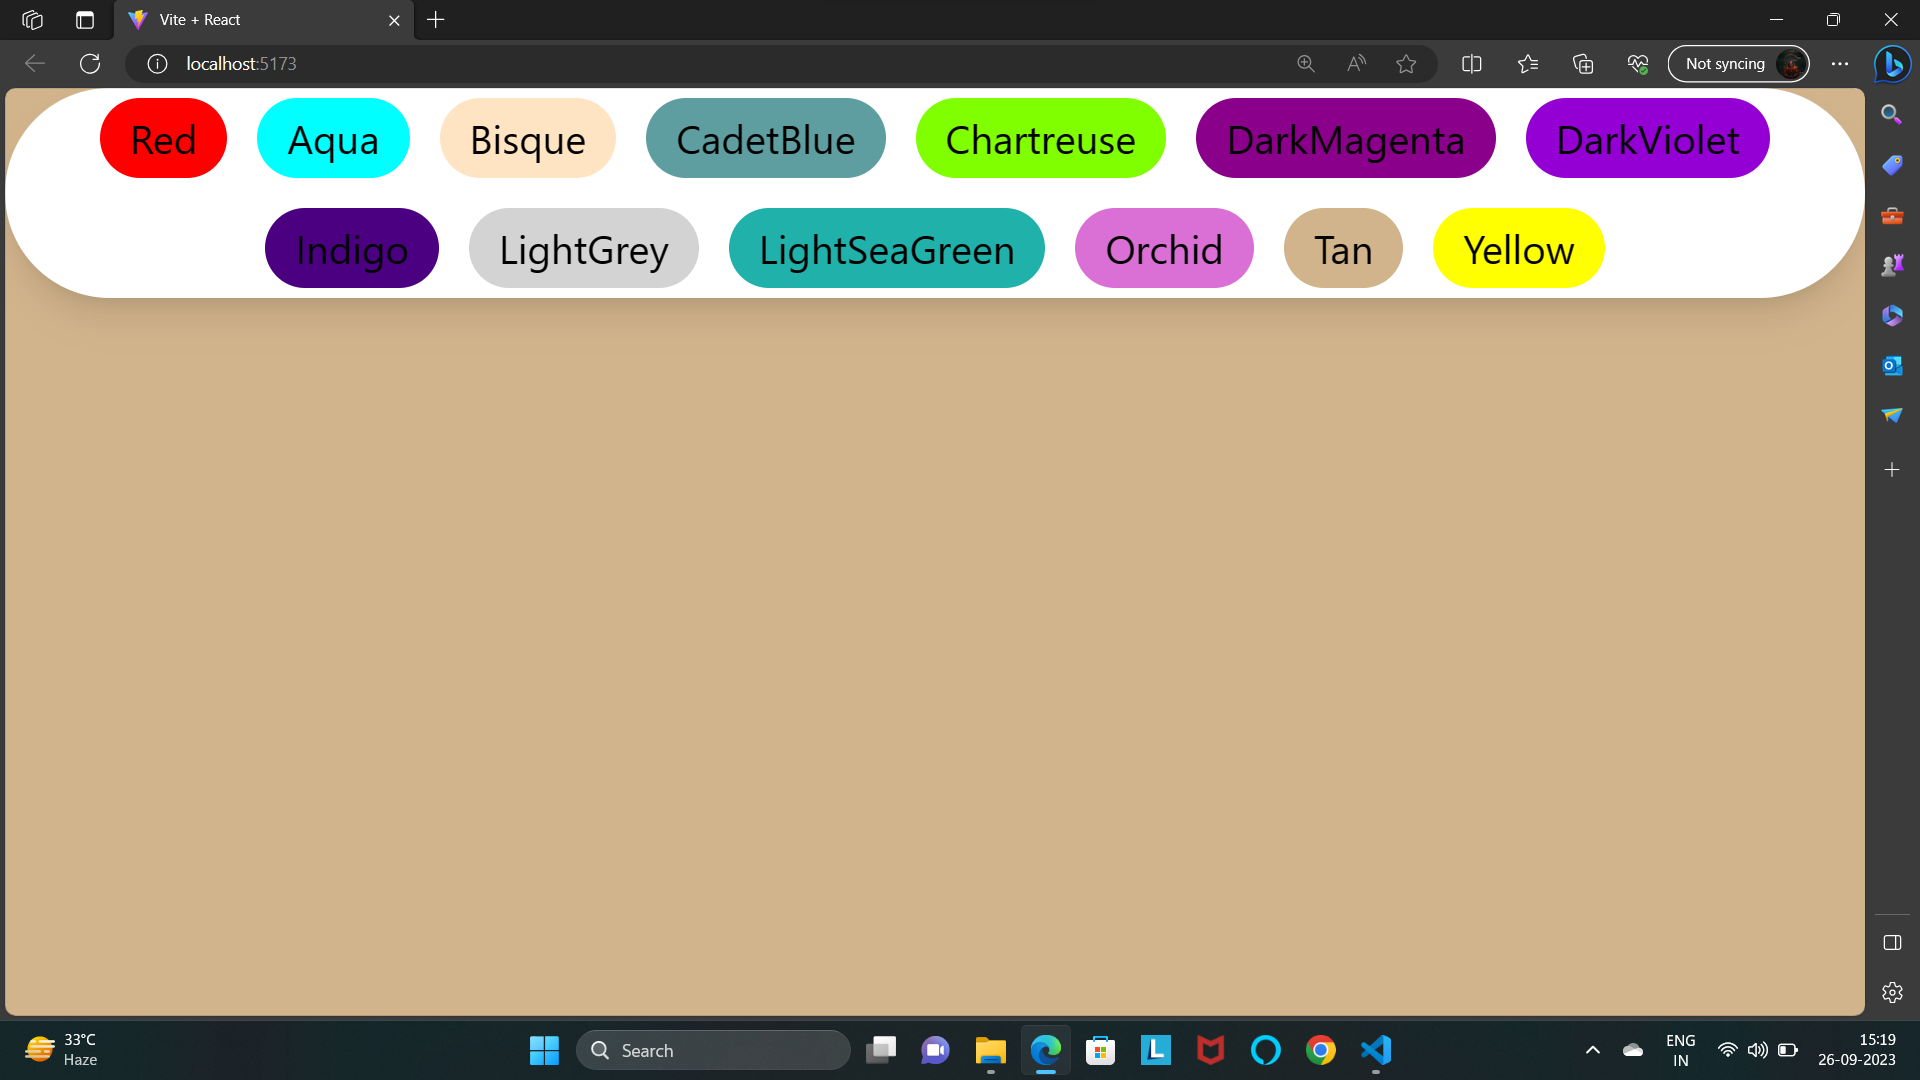 Vite + React
localhost:5173
Not syncing
Red Aqua Bisque CadetBlue Chartreuse DarkMagenta DarkViolet
Indigo LightGrey LightSeaGreen Orchid Tan Yellow
33°C
Haze
Search
ENG
IN
15:19
26-09-2023